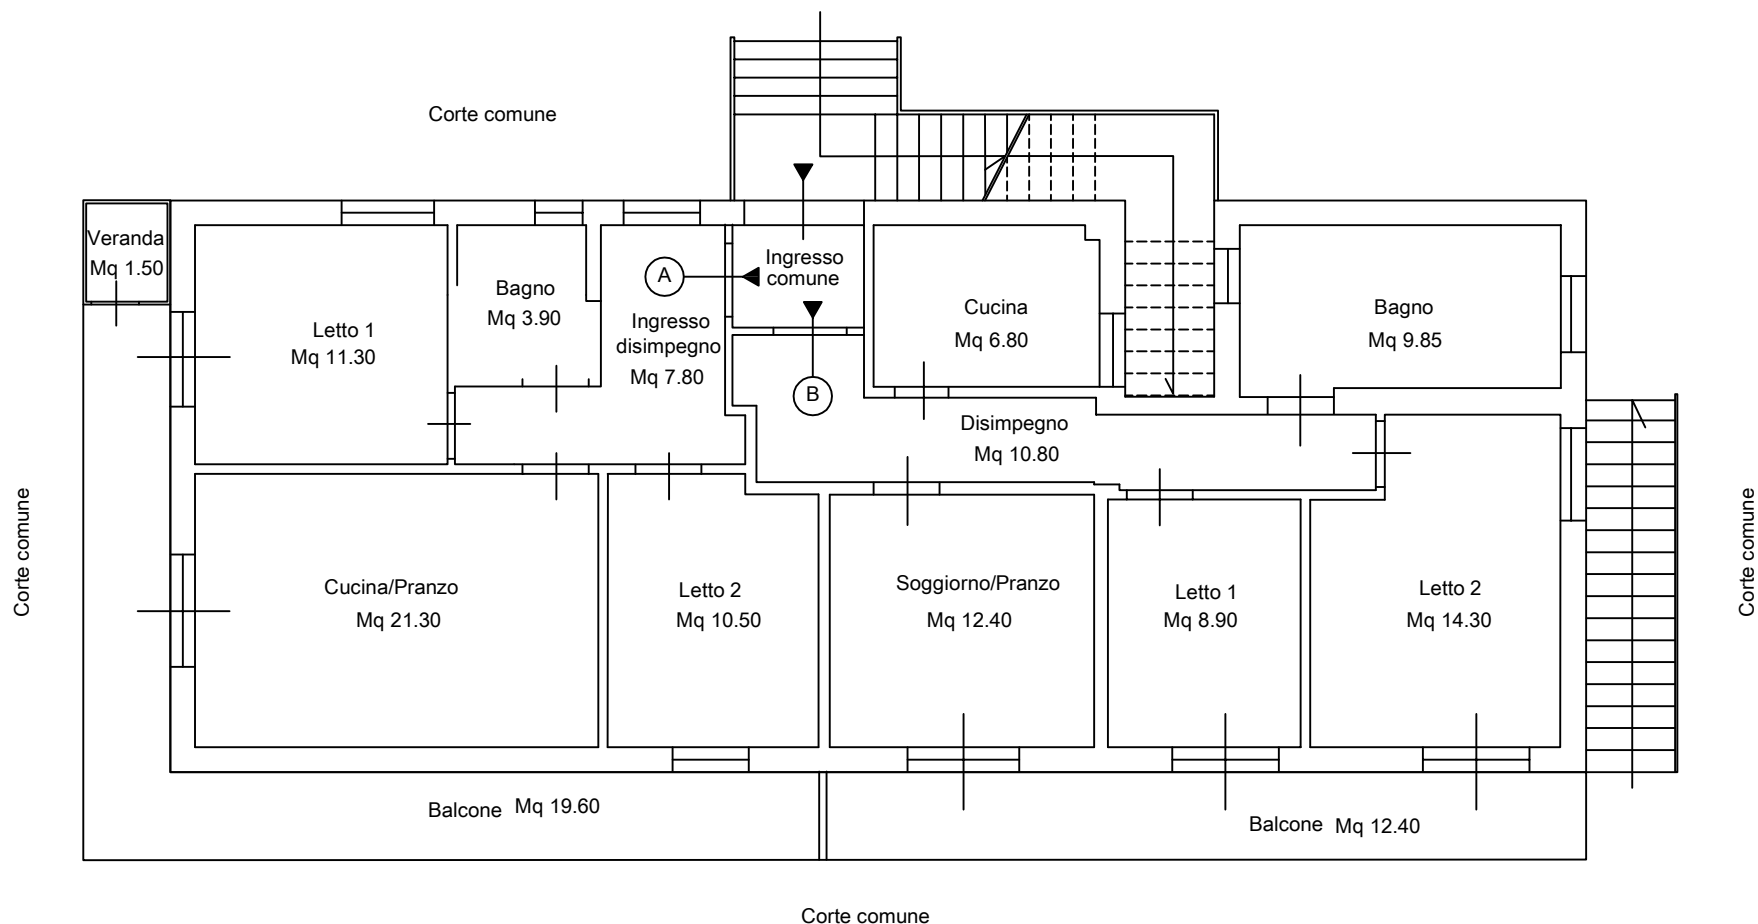 Corte comune
Veranda
Mq 1.50
Letto 1
Mq 11.30
Bagno
Mq 3.90
Ingresso
disimpegno
Mq 7.80
A
Ingresso
comune
B
Cucina
Mq 6.80
Bagno
Mq 9.85
Disimpegno
Mq 10.80
Corte comune
Cucina/Pranzo
Mq 21.30
Letto 2
Mq 10.50
Soggiorno/Pranzo
Mq 12.40
Letto 1
Mq 8.90
Letto 2
Mq 14.30
Corte comune
Balcone Mq 19.60
Balcone Mq 12.40
Corte comune